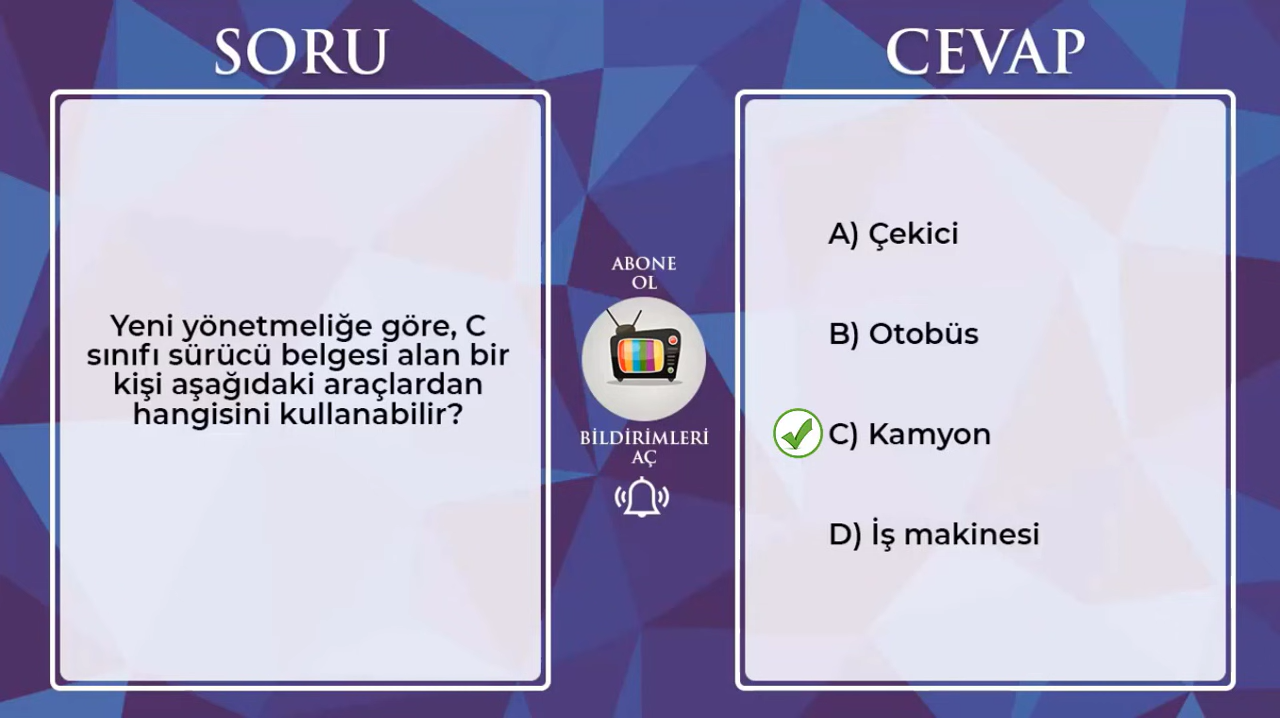 SORU
Yeni yönetmeliğe göre, C
sınıfı sürücü belgesi alan bir
kişi aşağıdaki araçlardan
hangisini kullanabilir?
ABONE
OL
BİLDİRİMLERİ
AÇ
CEVAP
A) Çekici
B) Otobüs
C) Kamyon
D) İş makinesi